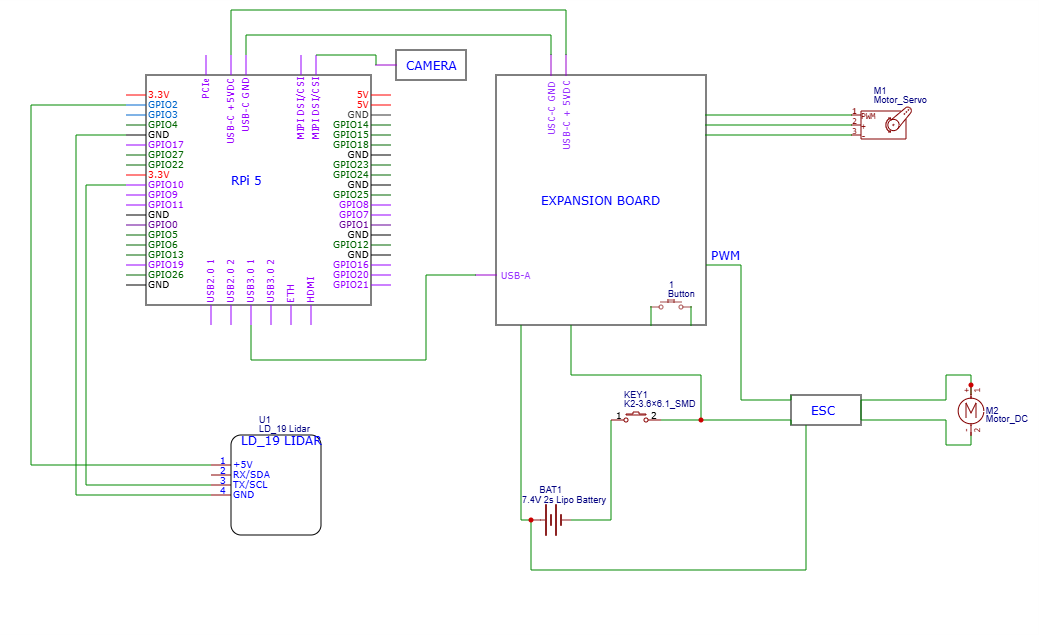 CAMERA
PCIe
USB-C +5VDC
USB-C GND
MIPI DSI/CSI
MIPI DSI/CSI
3.3V
GPIO2
GPIO3
GPIO4
GND
GPIO17
GPIO27
GPIO22
3.3V
GPIO10
GPIO9
GPIO11
GND
GPIO0
GPIO5
GPIO6
GPIO13
GPIO19
GPIO26
GND
RPi 5
5V
5V
GND
GPIO14
GPIO15
GPIO18
GND
GPIO23
GPIO24
GND
GPIO25
GPIO8
GPIO7
GPIO1
GND
GPIO12
GND
GPIO16
GPIO20
GPIO21
USB2.0 1
USB2.0 2
USB3.0 1
USB3.0 2
ETH
HDMI
USC-C GND
USB-C + 5VDC
EXPANSION BOARD
USB-A
1
Button
PWM
M1
Motor_Servo
1 PWM
2 +
3 -
KEY1
K2-3.6×6.1_SMD
1 2
ESC
+ 1
M
M2
Motor_DC
- 2
U1
LD_19 Lidar
LD_19 LIDAR
1 +5V
2 RX/SDA
3 TX/SCL
4 GND
BAT1
7.4V 2s Lipo Battery